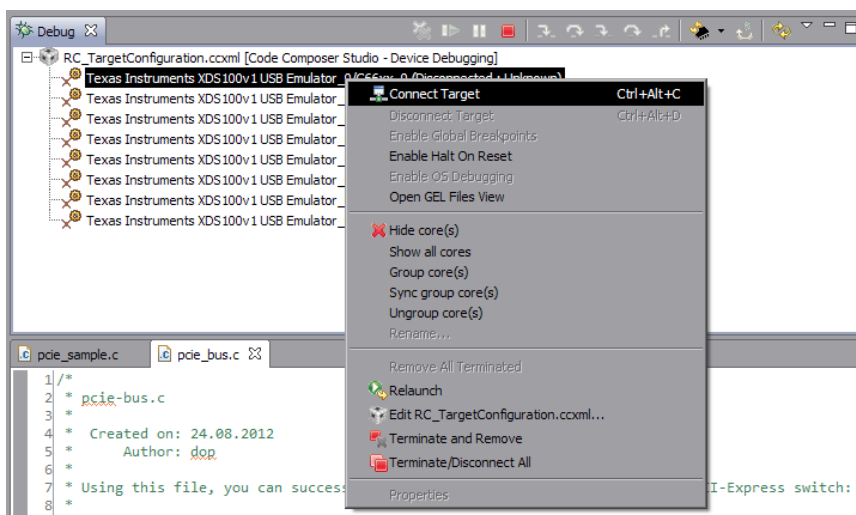 Debug
RC_TargetConfiguration.ccxml [Code Composer Studio - Device Debugging]
Texas Instruments XDS100v1 USB Emulator_0/C66xx_0 (Disconnected : Unknown)
Texas Instruments XDS100v1 USB Emulator_
Texas Instruments XDS100v1 USB Emulator_
Texas Instruments XDS100v1 USB Emulator_
Texas Instruments XDS100v1 USB Emulator_
Texas Instruments XDS100v1 USB Emulator_
Texas Instruments XDS100v1 USB Emulator_
Texas Instruments XDS100v1 USB Emulator_
Connect Target Ctrl+Alt+C
Disconnect Target Ctrl+Alt+D
Enable Global Breakpoints
Enable Halt On Reset
Enable OS Debugging
Open GEL Files View
Hide core(s)
Show all cores
Group core(s)
Sync group core(s)
Ungroup core(s)
Rename...
Remove All Terminated
Relaunch
Edit RC_TargetConfiguration.ccxml...
Terminate and Remove
Terminate/Disconnect All
Properties
pcie_sample.c pcie_bus.c
1 /*
2 * pcie-bus.c
3 *
4 * Created on: 24.08.2012
5 * Author: dop
6 *
7 * Using this file, you can success CI-Express switch:
8 *